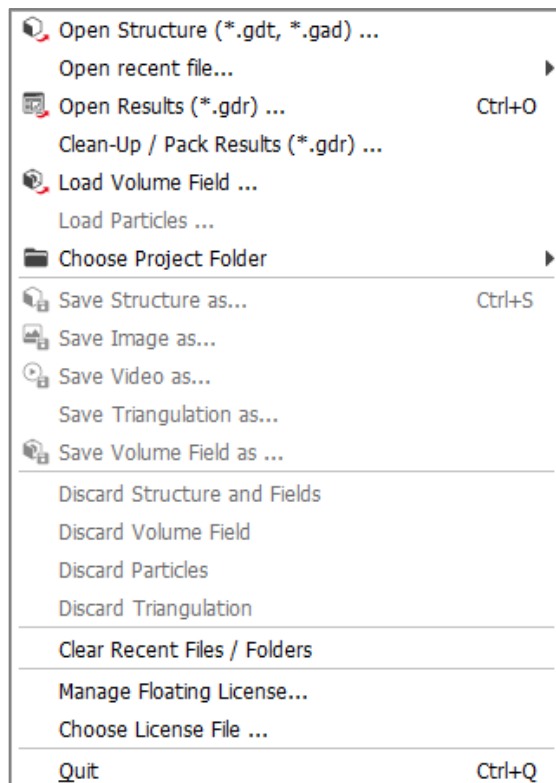 Open Structure (*.gdt, *.gad) ...
Open recent file...
Open Results (*.gdr) ... Ctrl+O
Clean-Up / Pack Results (*.gdr) ...
Load Volume Field ...
Load Particles ...
Choose Project Folder
Save Structure as... Ctrl+S
Save Image as...
Save Video as...
Save Triangulation as...
Save Volume Field as ...
Discard Structure and Fields
Discard Volume Field
Discard Particles
Discard Triangulation
Clear Recent Files / Folders
Manage Floating License...
Choose License File ...
Quit Ctrl+Q